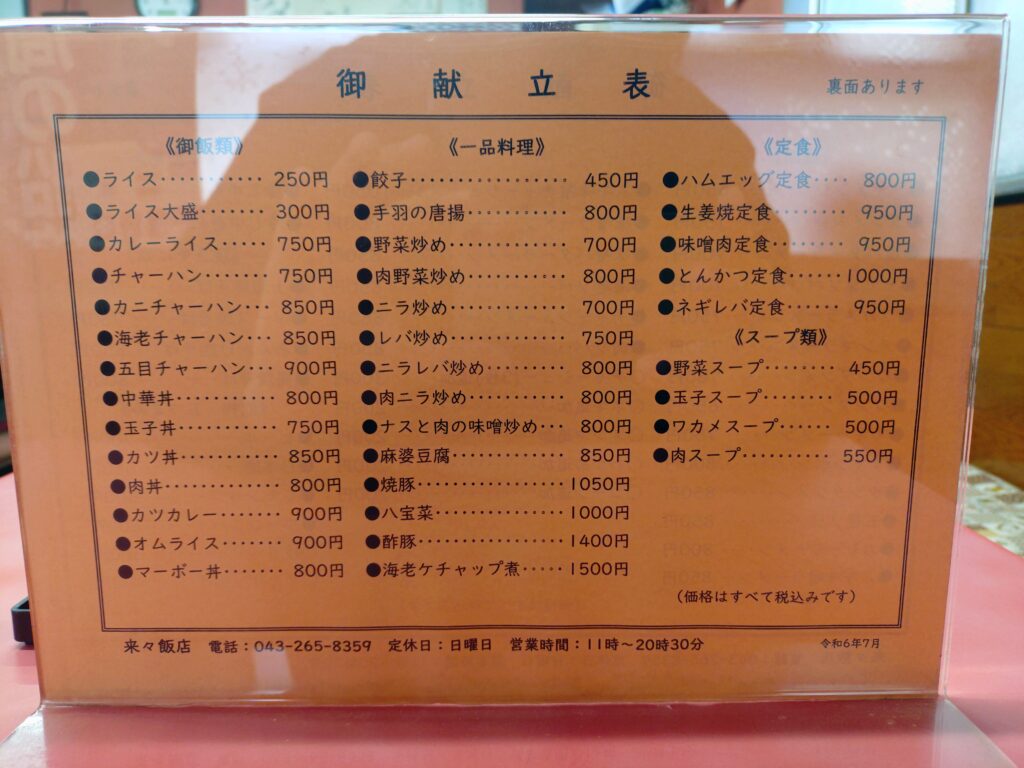 御献立表
裏面あります
《御飯類》
●ライス・・・・・・・・・・・250円
●ライス大盛・・・・・・・300円
●カレーライス・・・・・750円
●チャーハン・・・・・・・750円
●カニチャーハン・・・850円
●海老チャーハン・・・850円
●五目チャーハン・・・900円
●中華丼・・・・・・・・・・・800円
●玉子丼・・・・・・・・・・・750円
●カツ丼・・・・・・・・・・・850円
●肉丼・・・・・・・・・・・・・800円
●カツカレー・・・・・・・900円
●オムライス・・・・・・・900円
●マーボー丼・・・・・・・800円
《一品料理》
●餃子・・・・・・・・・・・・・・・・・450円
●手羽の唐揚・・・・・・・・・・・800円
●野菜炒め・・・・・・・・・・・・・700円
●肉野菜炒め・・・・・・・・・・・800円
●ニラ炒め・・・・・・・・・・・・・700円
●レバ炒め・・・・・・・・・・・・・750円
●ニラレバ炒め・・・・・・・・・800円
●肉ニラ炒め・・・・・・・・・・・800円
●ナスと肉の味噌炒め・・・800円
●麻婆豆腐・・・・・・・・・・・・・850円
●焼豚・・・・・・・・・・・・・・・・1050円
●八宝菜・・・・・・・・・・・・・・1000円
●酢豚・・・・・・・・・・・・・・・・1400円
●海老ケチャップ煮・・・・・1500円
《定食》
●ハムエッグ定食・・・・800円
●生姜焼定食・・・・・・・・950円
●味噌肉定食・・・・・・・・950円
●とんかつ定食・・・・・・1000円
●ネギレバ定食・・・・・・・950円
《スープ類》
●野菜スープ・・・・・・・・450円
●玉子スープ・・・・・・・・500円
●ワカメスープ・・・・・・500円
●肉スープ・・・・・・・・・・550円
（価格はすべて税込みです）
来々飯店　電話：043-265-8359　定休日：日曜日　営業時間：11時～20時30分
令和6年7月